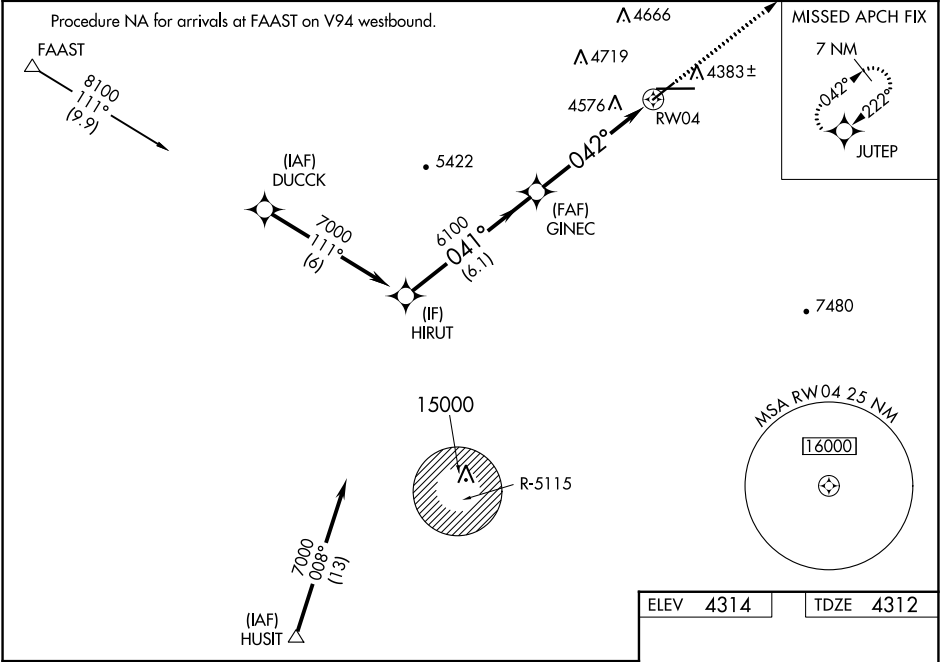 Procedure NA for arrivals at FAAST on V94 westbound.
FAAST
8100
111°
(9.9)
(IAF)
DUCCK
7000
111°
(6)
5422
4666
4719
4576
4383±
RW04
042°
(FAF)
GINEC
6100
041°
(6.1)
(IF)
HIRUT
MISSED APCH FIX
7 NM
042°
222°
JUTEP
7480
15000
R-5115
MSA RW04 25 NM
16000
7000
008°
(13)
(IAF)
HUSIT
ELEV 4314
TDZE 4312